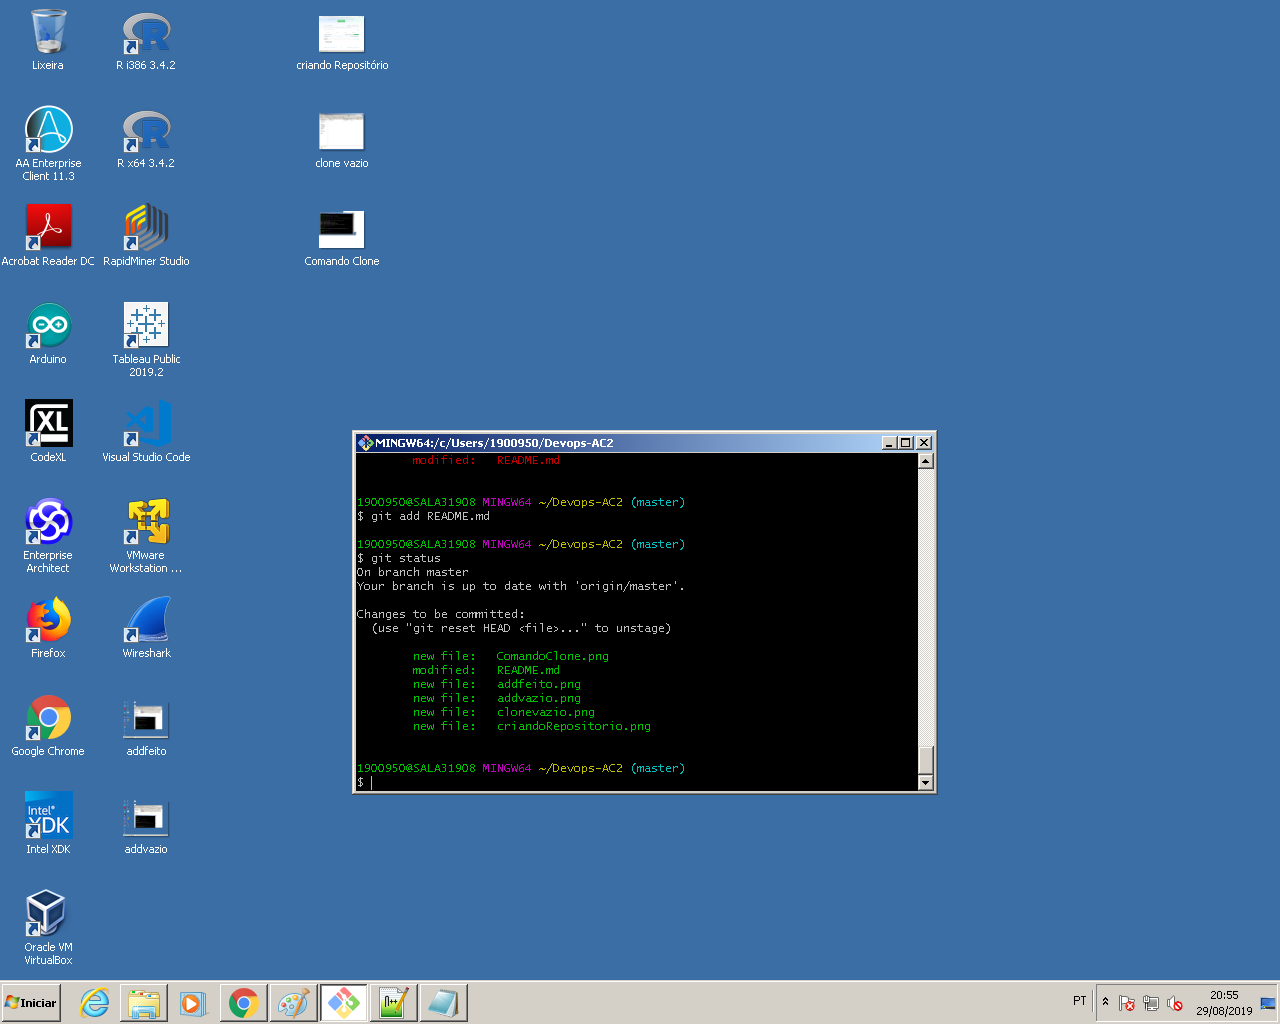 Lixeira
R i386 3.4.2
criando Repositório
AA Enterprise
Client 11.3
R x64 3.4.2
clone vazio
Acrobat Reader DC
RapidMiner Studio
Comando Clone
Arduino
Tableau Public
2019.2
XL
CodeXL
Visual Studio Code
Enterprise
Architect
VMware
Workstation ...
Firefox
Wireshark
Google Chrome
addfeito
Intel
XDK
Intel XDK
addvazio
Oracle VM
VirtualBox
MINGW64:/c/Users/1900950/Devops-AC2
modified:   README.md
1900950@SALA31908 MINGW64 ~/Devops-AC2 (master)
$ git add README.md
1900950@SALA31908 MINGW64 ~/Devops-AC2 (master)
$ git status
On branch master
Your branch is up to date with 'origin/master'.
Changes to be committed:
(use "git reset HEAD <file>..." to unstage)
new file:   ComandoClone.png
modified:   README.md
new file:   addfeito.png
new file:   addvazio.png
new file:   clonevazio.png
new file:   criandoRepositorio.png
1900950@SALA31908 MINGW64 ~/Devops-AC2 (master)
$
Iniciar
PT
20:55
29/08/2019